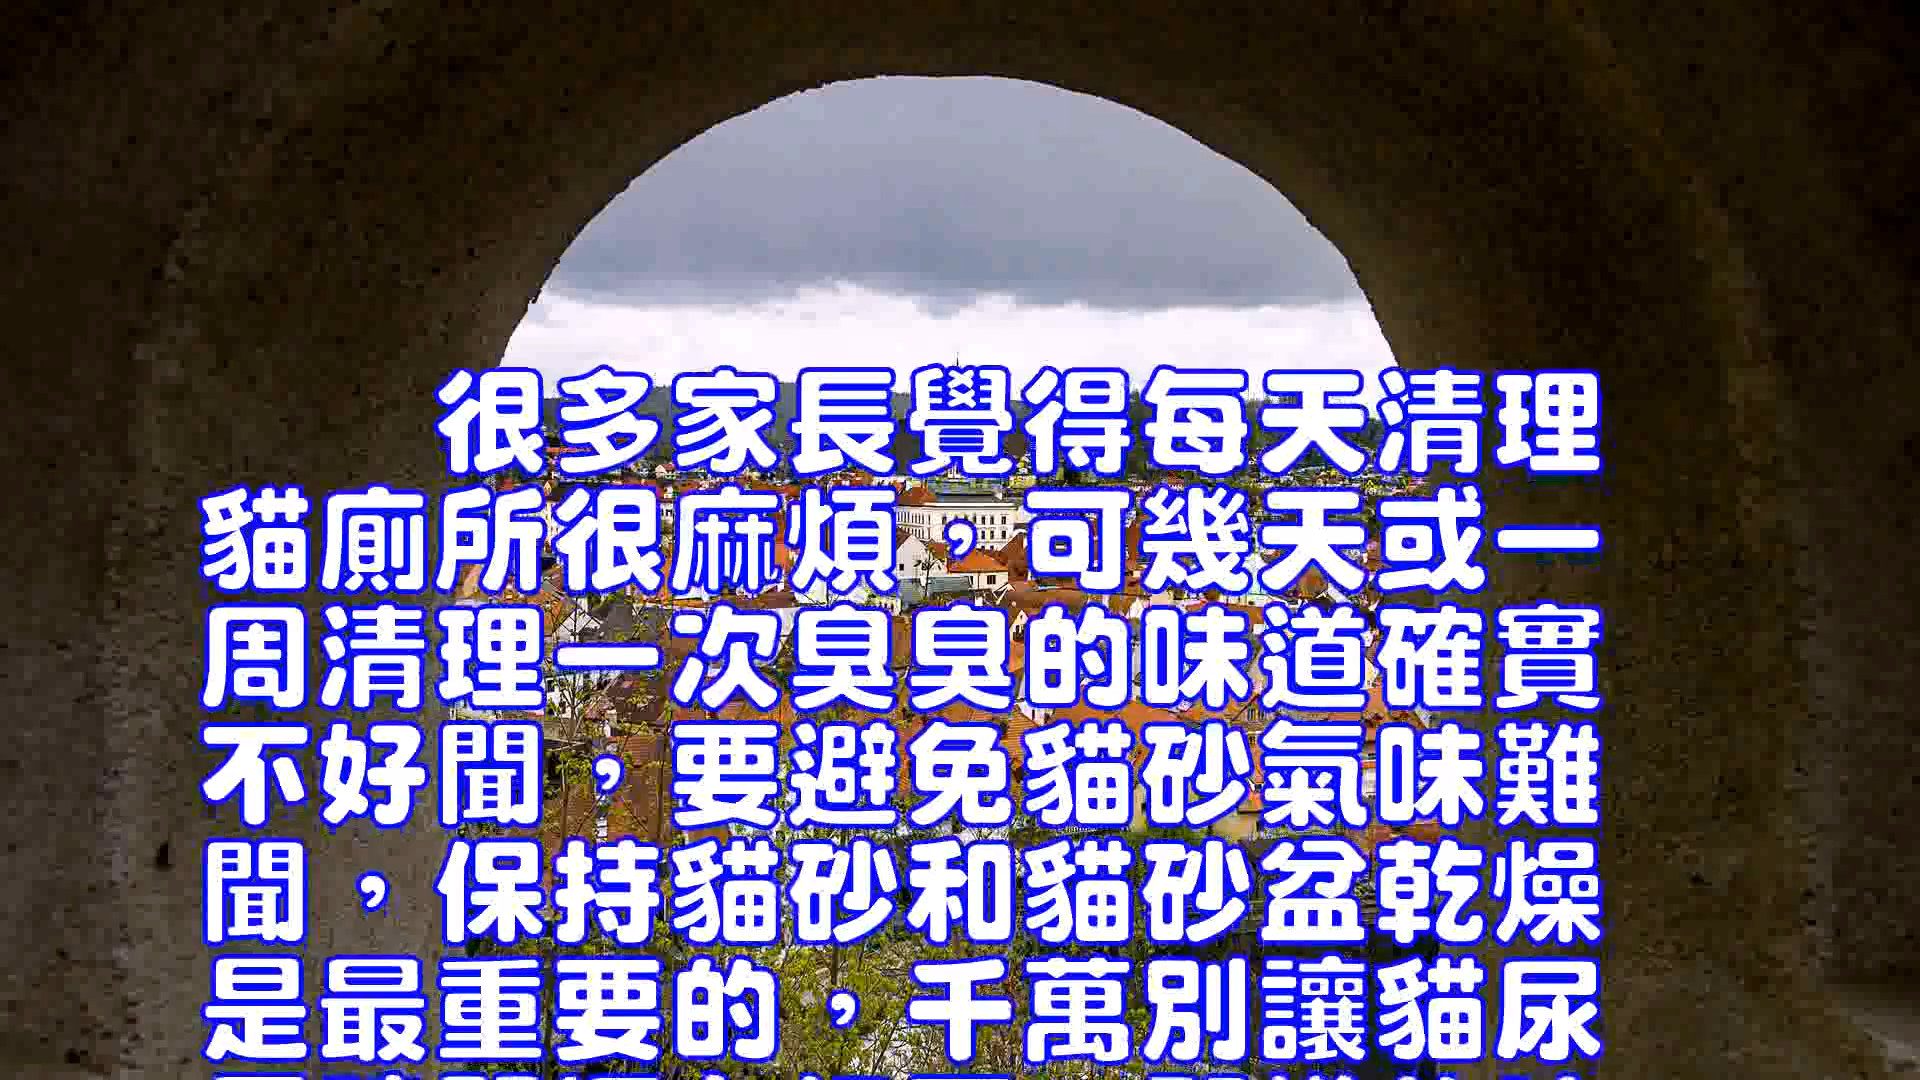 很多家長覺得每天清理
貓廁所很麻煩，可幾天或一
周清理一次臭臭的味道確實
不好聞，要避免貓砂氣味難
聞，保持貓砂和貓砂盆乾燥
是最重要的，千萬別讓貓尿